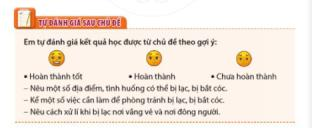 TỰ ĐÁNH GIÁ SAU CHỦ ĐỀ
Em tự đánh giá kết quả học được từ chủ đề theo gợi ý:
• Hoàn thành tốt • Hoàn thành • Chưa hoàn thành
– Nêu một số địa điểm, tình huống có thể bị lạc, bị bắt cóc.
– Kể một số việc cần làm để phòng tránh bị lạc, bị bắt cóc.
– Nêu cách xử lí khi bị lạc nơi vắng vẻ và nơi đông người.